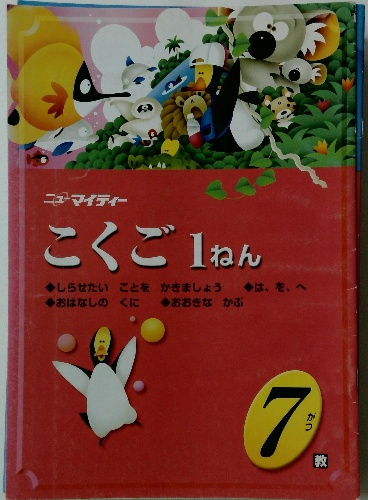 ニューマイティー
こくご 1ねん
◆しらせたい ことを かきましょう ◆は、を、へ
◆おはなしの くに ◆おおきな かぶ
7がつ
教